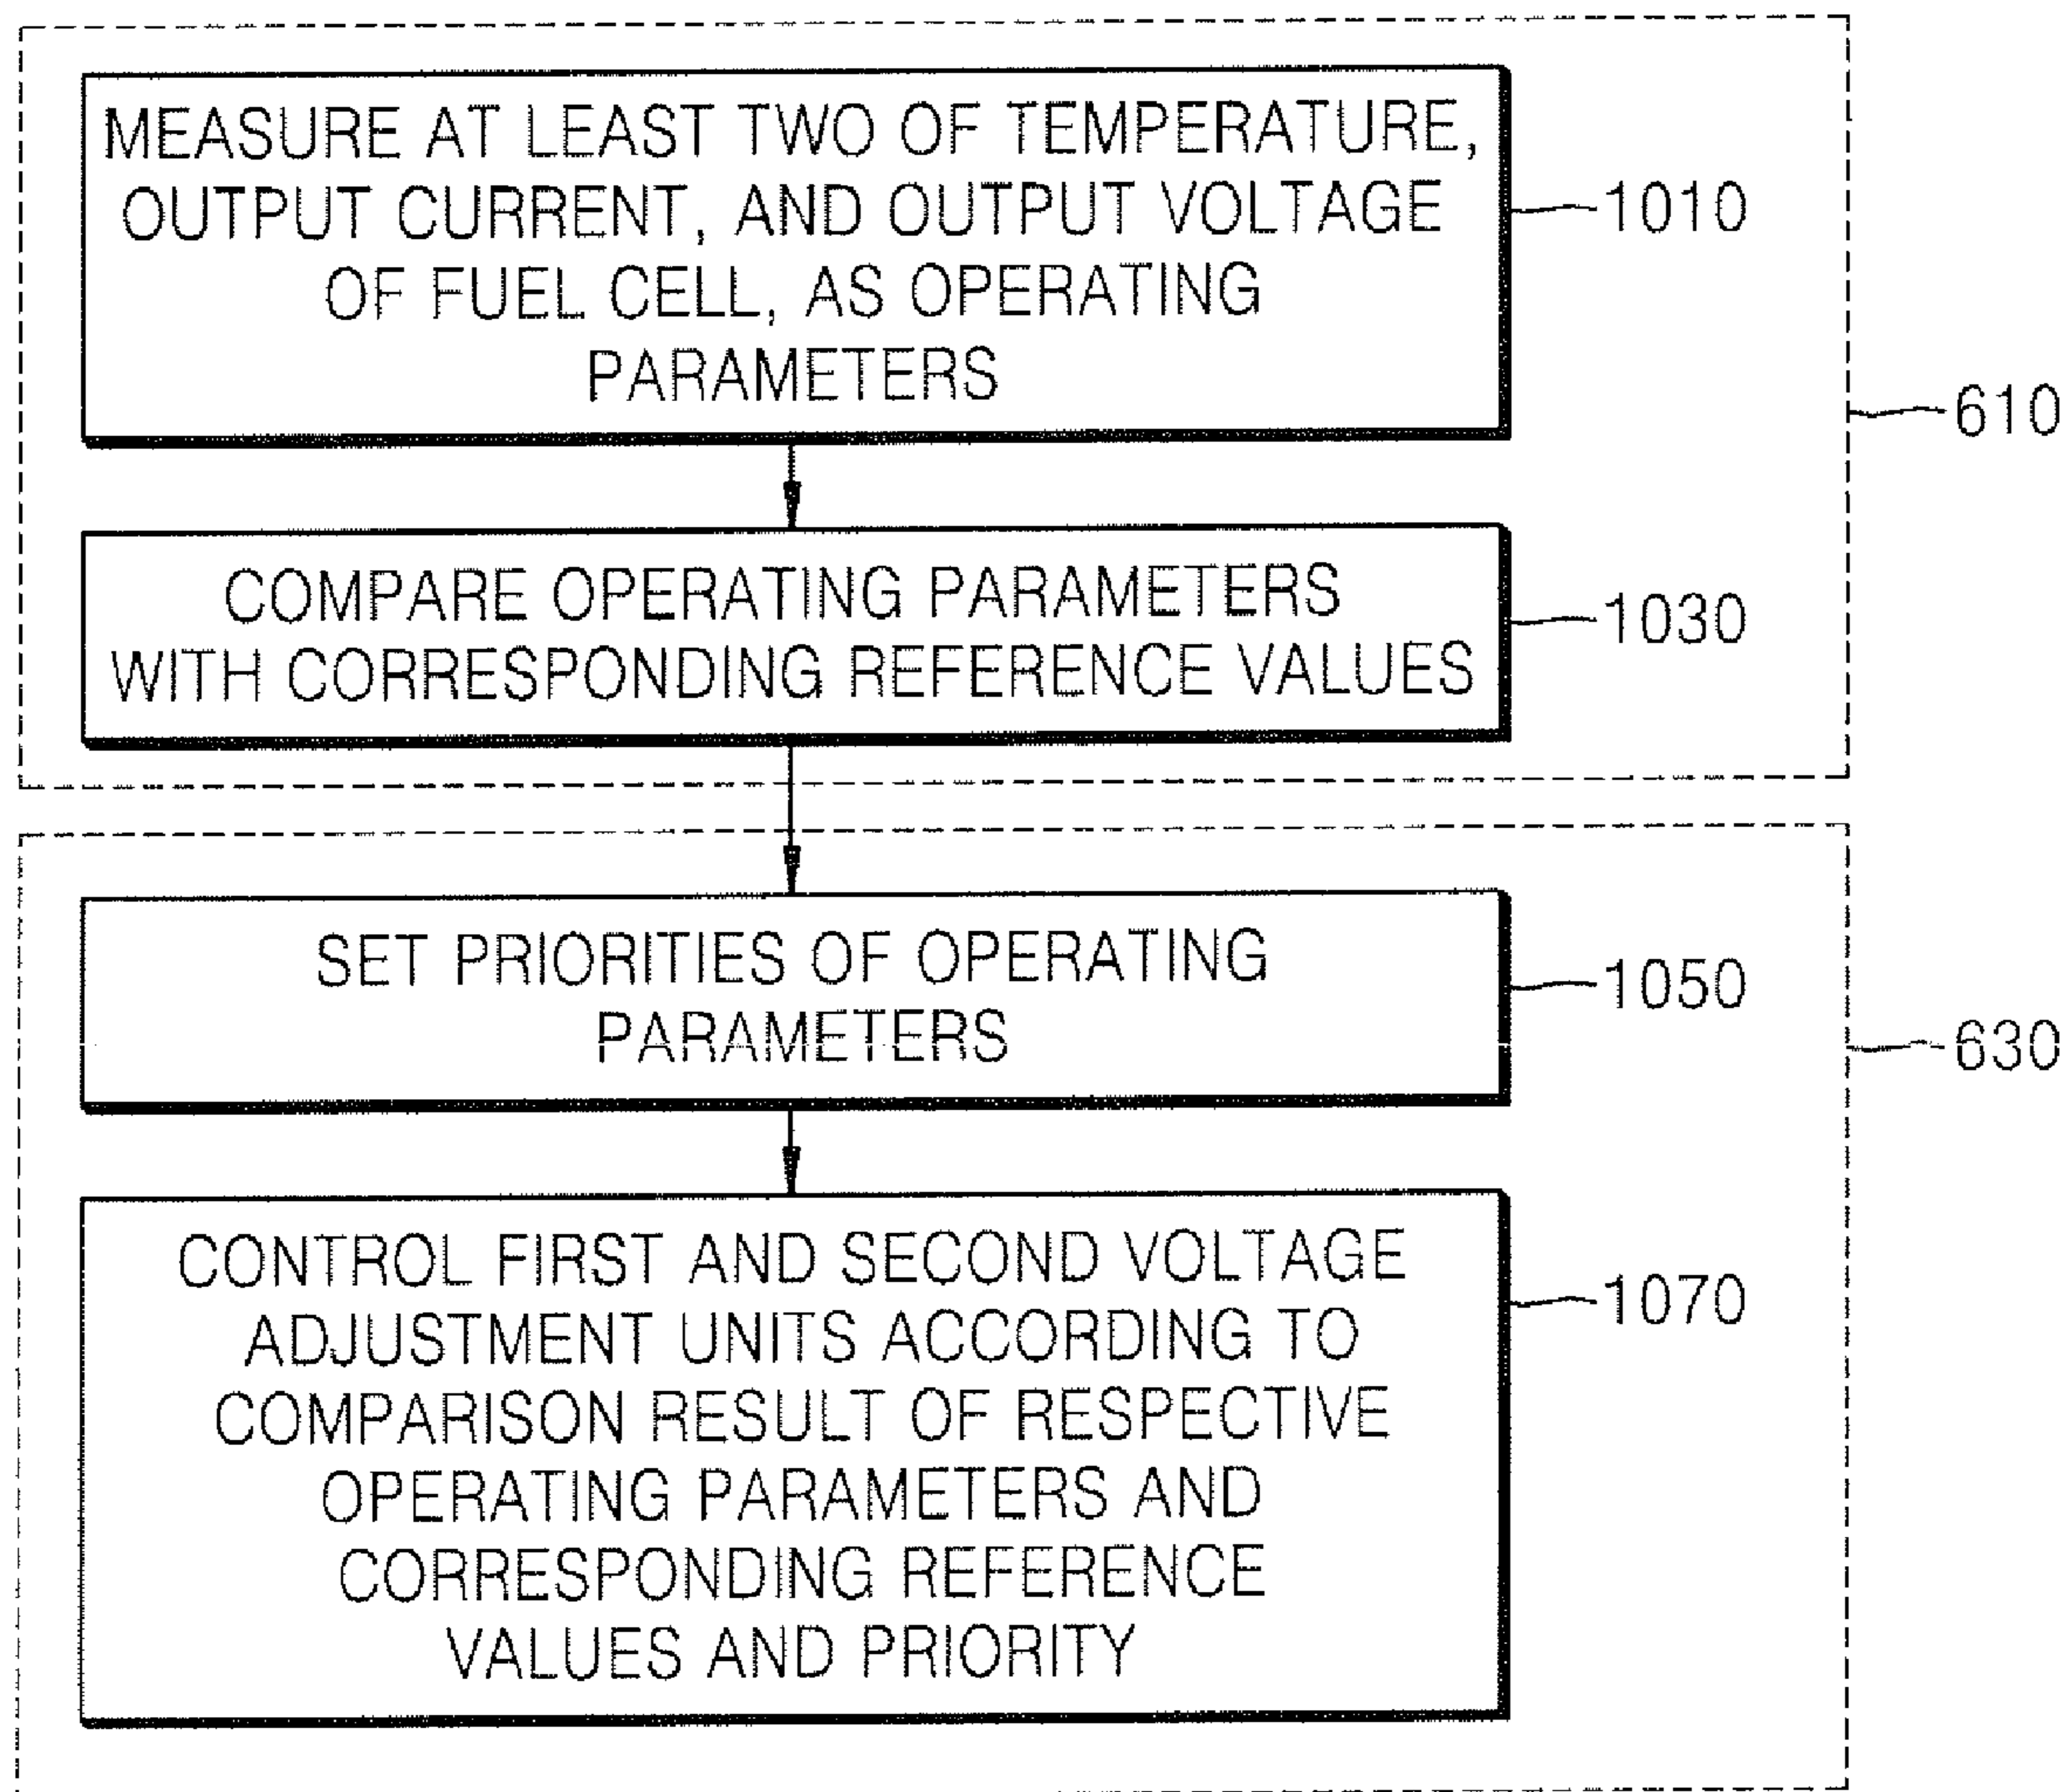 MEASURE AT LEAST TWO OF TEMPERATURE,
OUTPUT CURRENT, AND OUTPUT VOLTAGE
OF FUEL CELL, AS OPERATING
PARAMETERS
1010
610
COMPARE OPERATING PARAMETERS
WITH CORRESPONDING REFERENCE VALUES
1030
SET PRIORITIES OF OPERATING
PARAMETERS
1050
630
CONTROL FIRST AND SECOND VOLTAGE
ADJUSTMENT UNITS ACCORDING TO
COMPARISON RESULT OF RESPECTIVE
OPERATING PARAMETERS AND
CORRESPONDING REFERENCE
VALUES AND PRIORITY
1070